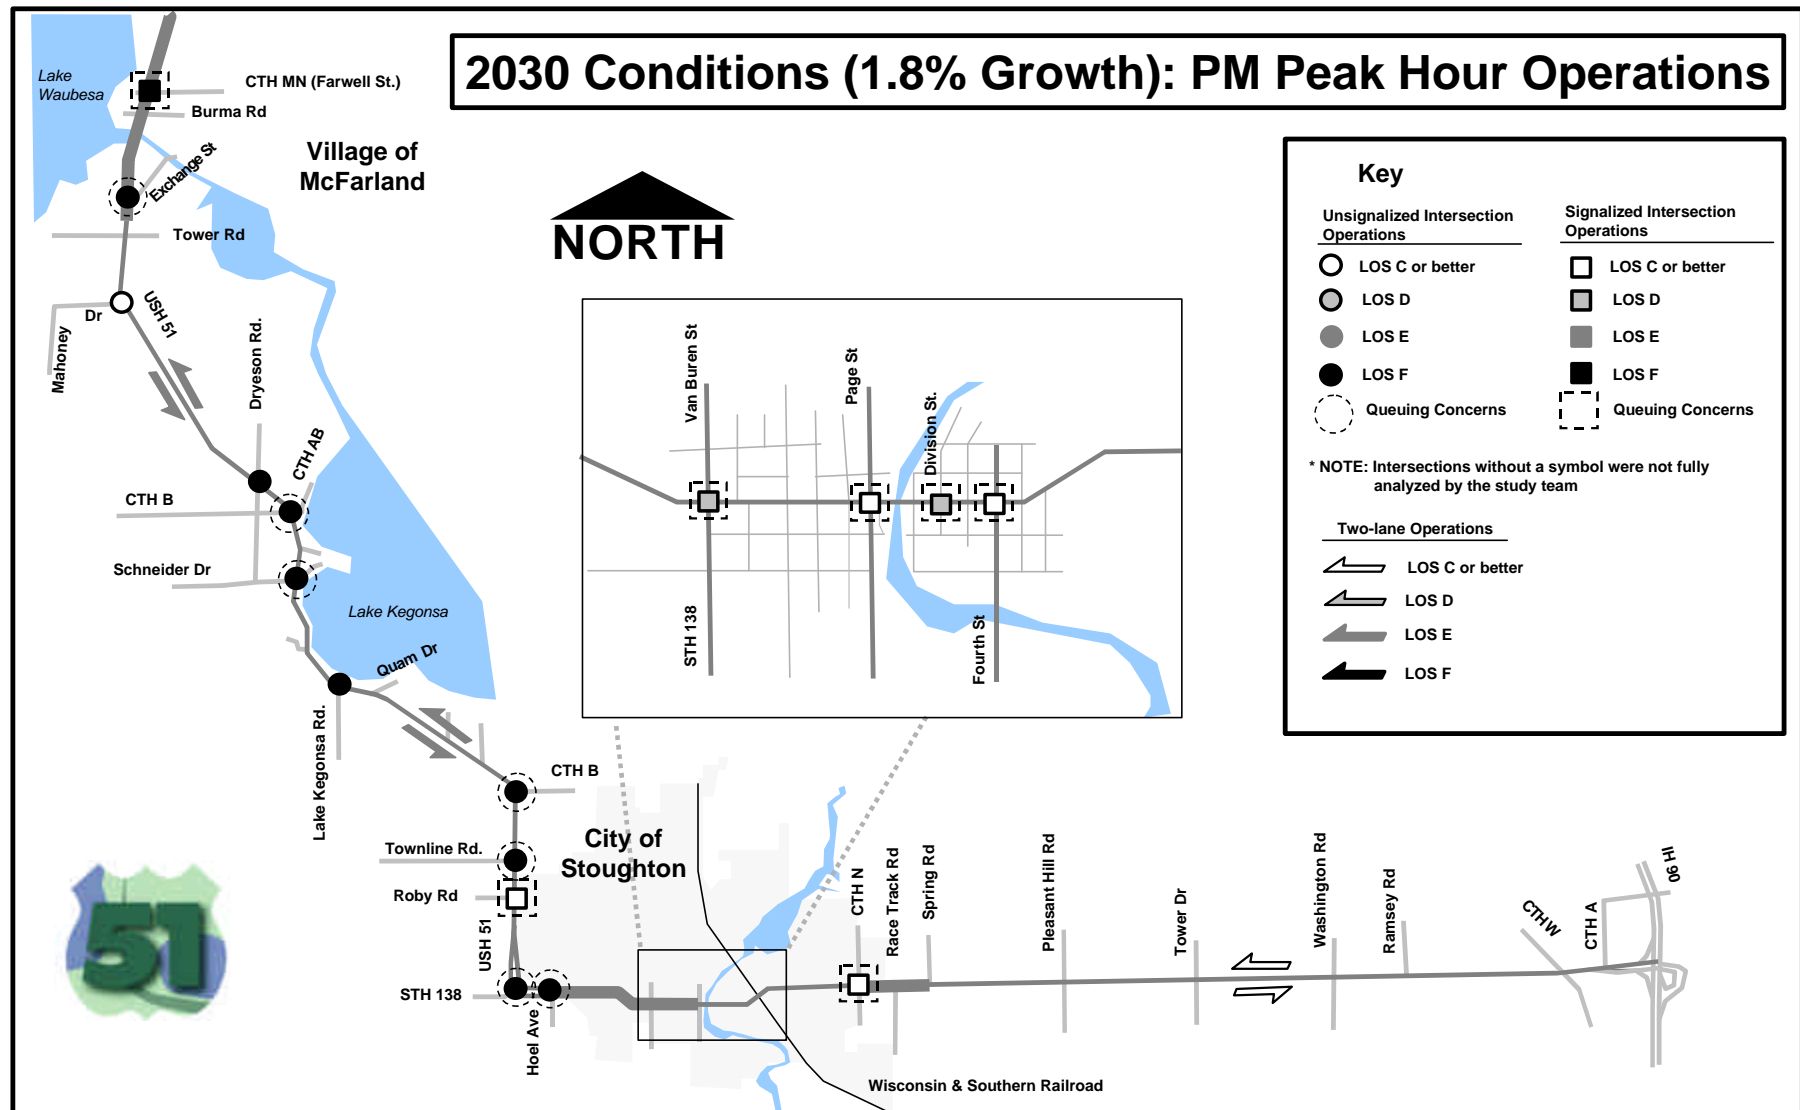 2030 Conditions (1.8% Growth): PM Peak Hour Operations
Lake
Waubesa
CTH MN (Farwell St.)
Burma Rd
Exchange St
Village of
McFarland
Tower Rd
NORTH
Dr
Mahoney
USH 51
Dryeson Rd.
CTH AB
CTH B
Schneider Dr
Lake Kegonsa
Quam Dr
Lake Kegonsa Rd.
CTH B
Townline Rd.
Roby Rd
USH 51
STH 138
Hoel Ave
City of
Stoughton
Van Buren St
Page St
Division St.
STH 138
Fourth St
Key
Unsignalized Intersection
Operations
LOS C or better
LOS D
LOS E
LOS F
Queuing Concerns
Signalized Intersection
Operations
LOS C or better
LOS D
LOS E
LOS F
Queuing Concerns
* NOTE: Intersections without a symbol were not fully
analyzed by the study team
Two-lane Operations
LOS C or better
LOS D
LOS E
LOS F
CTH N
Race Track Rd
Spring Rd
Pleasant Hill Rd
Tower Dr
Washington Rd
Ramsey Rd
CTH W
CTH A
IH 90
Wisconsin & Southern Railroad
51